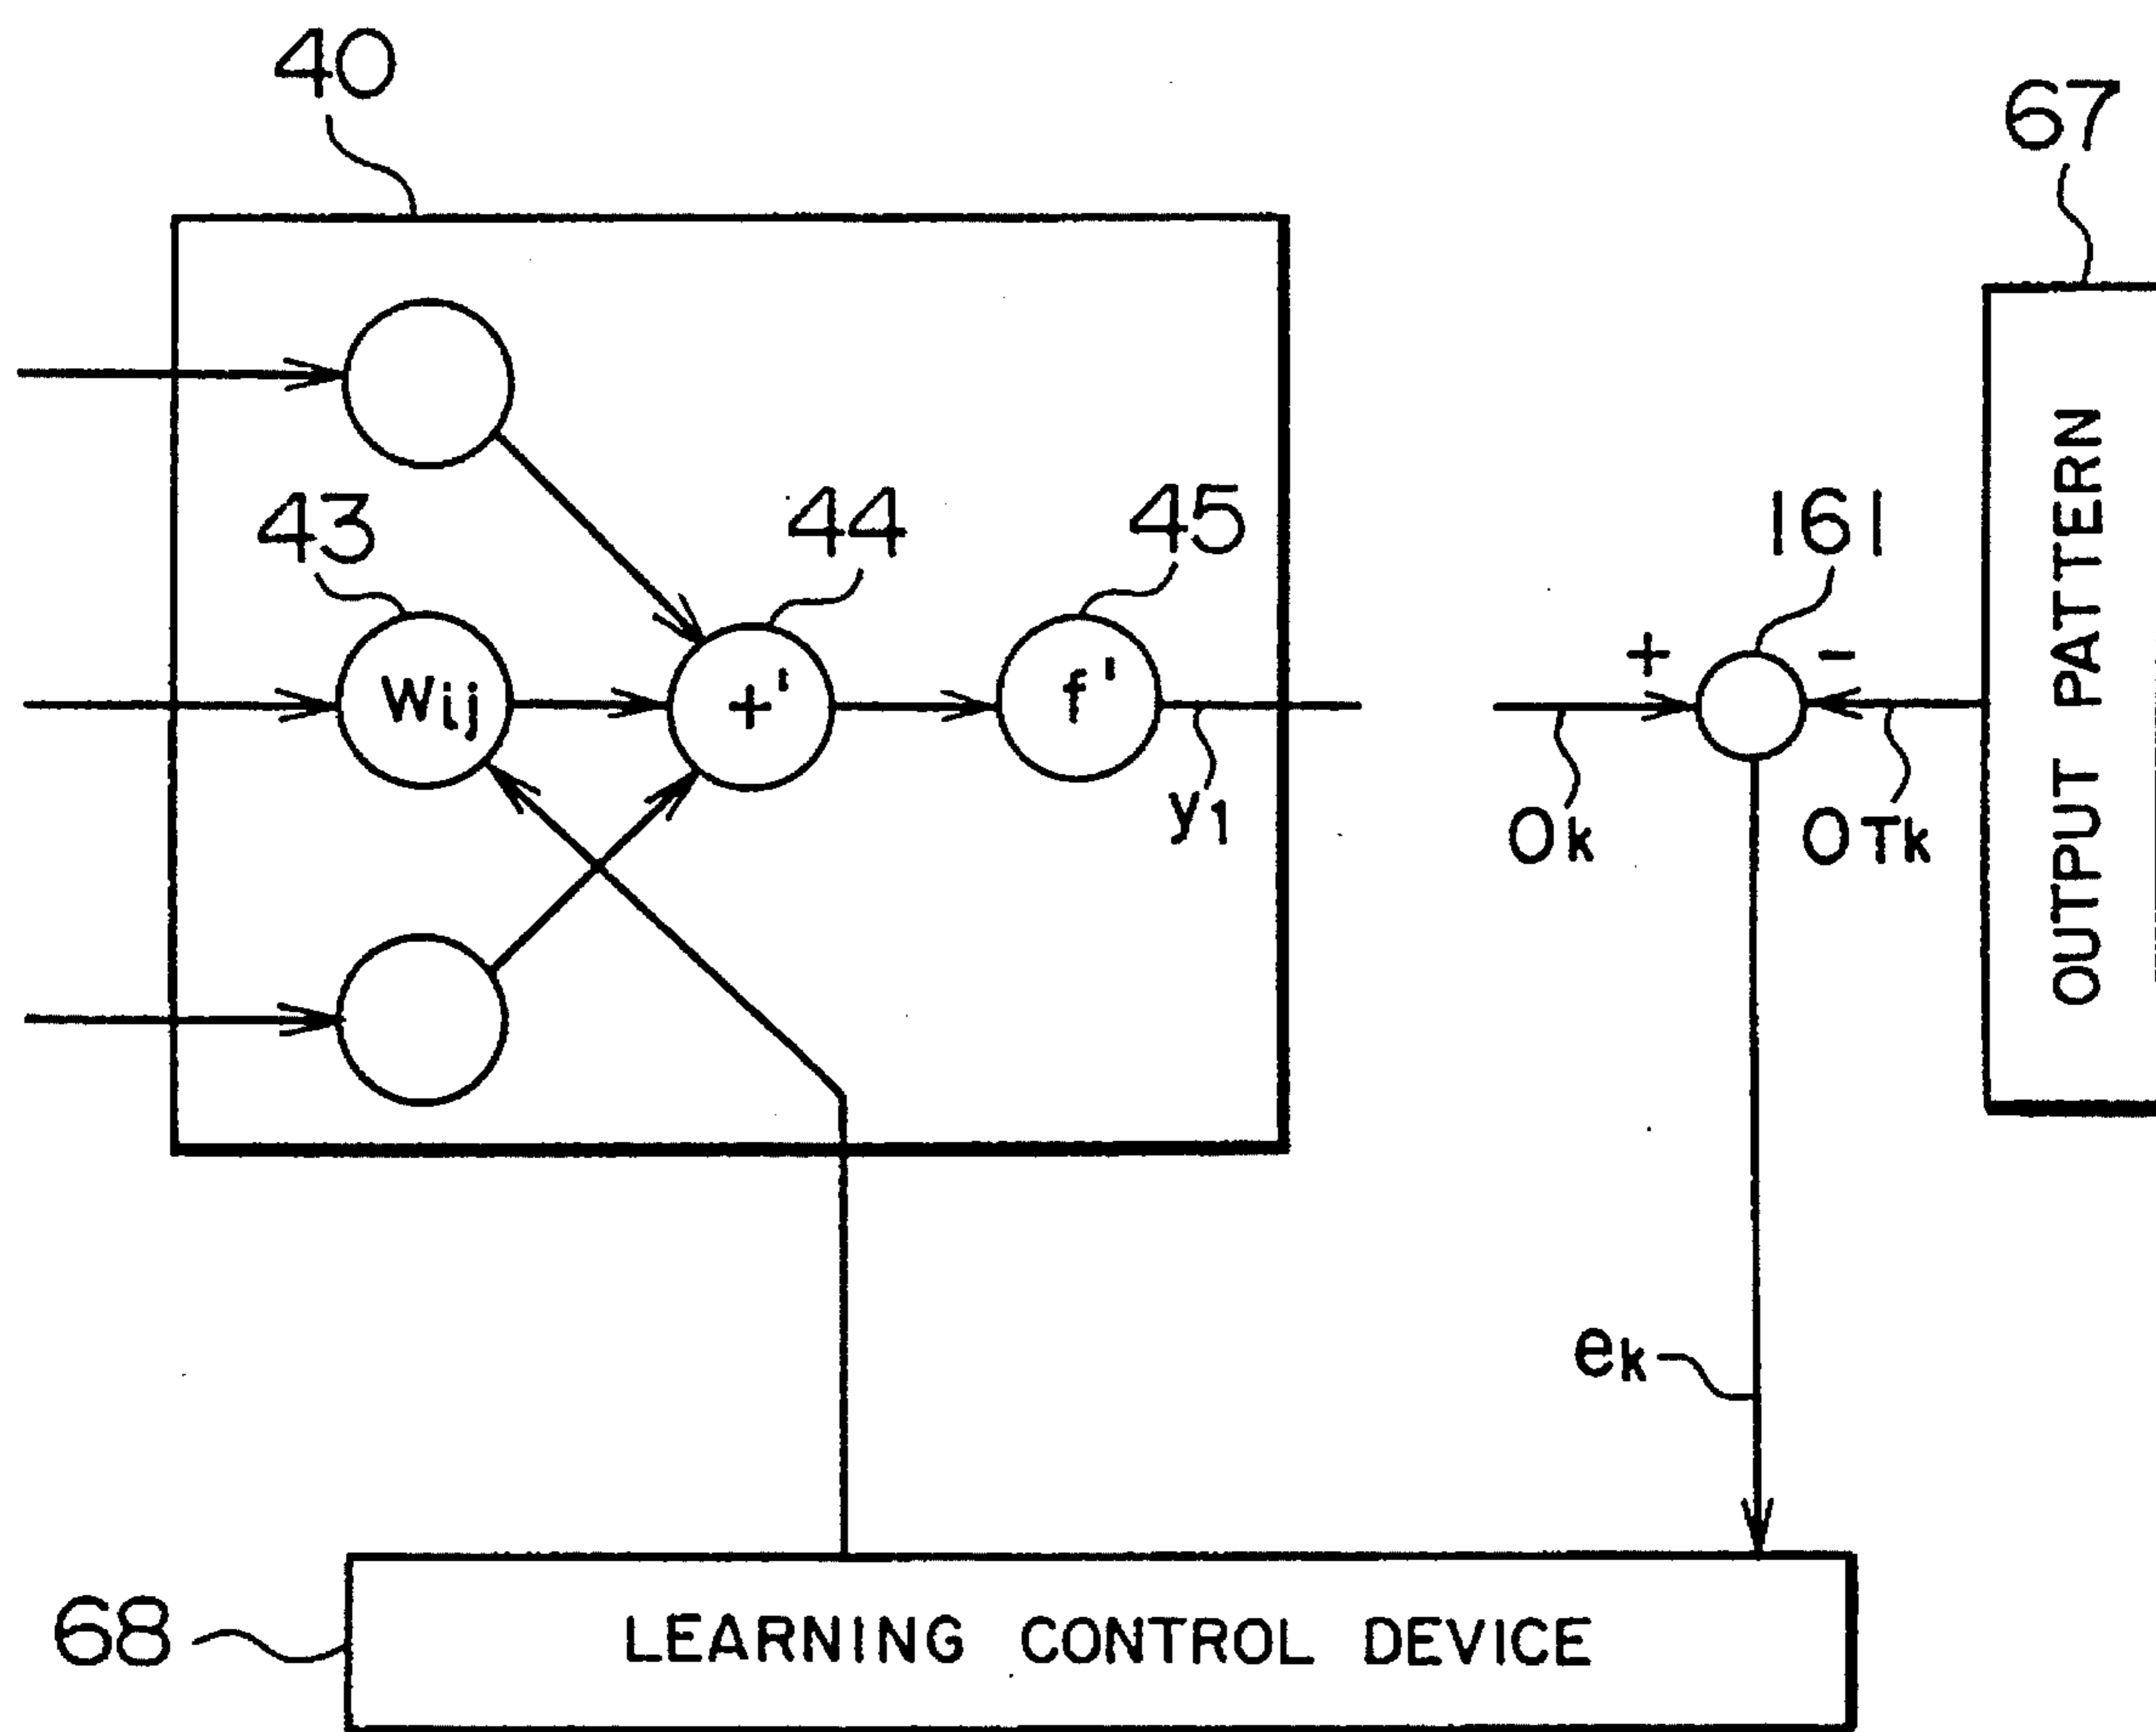 40
67
43
44
45
161
Wij
+'
f'
+
-
y1
Ok
OTk
OUTPUT PATTERN
ek
68
LEARNING CONTROL DEVICE